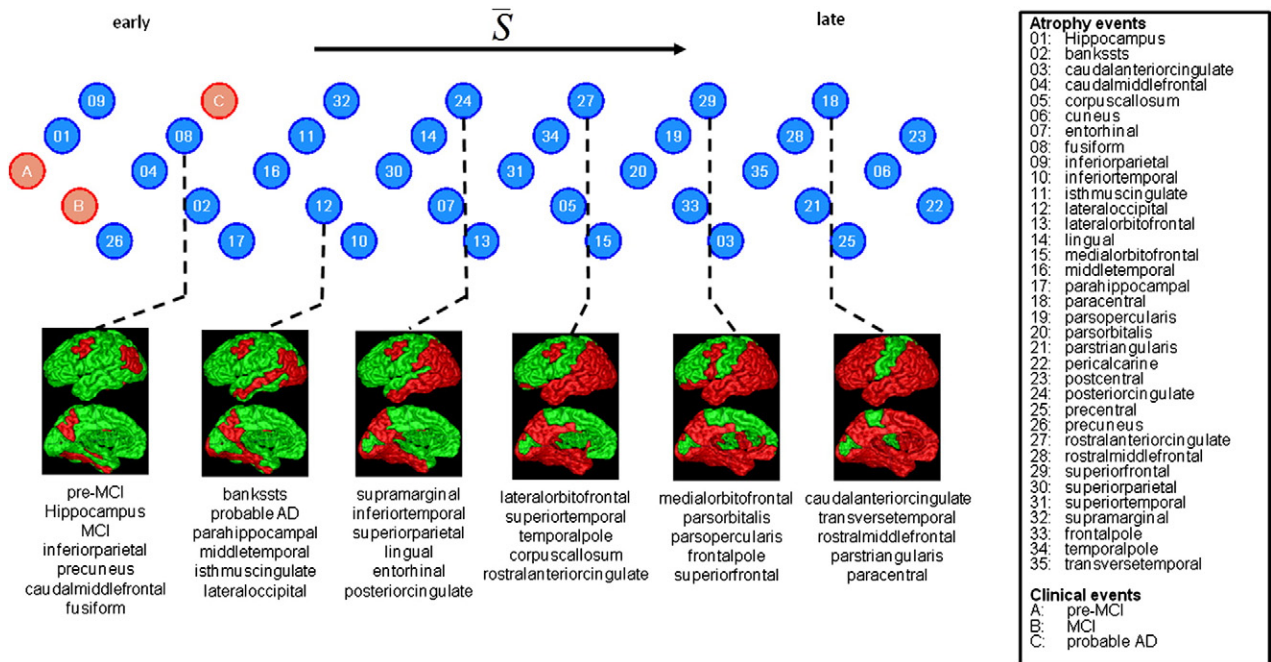 early
S̅
late
09
C
32
24
27
29
18
01
08
11
14
34
19
28
23
A
04
16
30
31
20
35
06
B
02
12
07
05
33
21
22
26
17
10
13
15
03
25
pre-MCI
Hippocampus
MCI
inferiorparietal
precuneus
caudalmiddlefrontal
fusiform
bankssts
probable AD
parahippocampal
middletemporal
isthmuscingulate
lateraloccipital
supramarginal
inferiortemporal
superiorparietal
lingual
entorhinal
posteriorcingulate
lateralorbitofrontal
superiortemporal
temporalpole
corpuscallosum
rostralanteriorcingulate
medialorbitofrontal
parsorbitalis
parsopercularis
frontalpole
superiorfrontal
caudalanteriorcingulate
transversetemporal
rostralmiddlefrontal
parstriangularis
paracentral
Atrophy events
01: Hippocampus
02: bankssts
03: caudalanteriorcingulate
04: caudalmiddlefrontal
05: corpuscallosum
06: cuneus
07: entorhinal
08: fusiform
09: inferiorparietal
10: inferiortemporal
11: isthmuscingulate
12: lateraloccipital
13: lateralorbitofrontal
14: lingual
15: medialorbitofrontal
16: middletemporal
17: parahippocampal
18: paracentral
19: parsopercularis
20: parsorbitalis
21: parstriangularis
22: pericalcarine
23: postcentral
24: posteriorcingulate
25: precentral
26: precuneus
27: rostralanteriorcingulate
28: rostralmiddlefrontal
29: superiorfrontal
30: superiorparietal
31: superiortemporal
32: supramarginal
33: frontalpole
34: temporalpole
35: transversetemporal
Clinical events
A: pre-MCI
B: MCI
C: probable AD